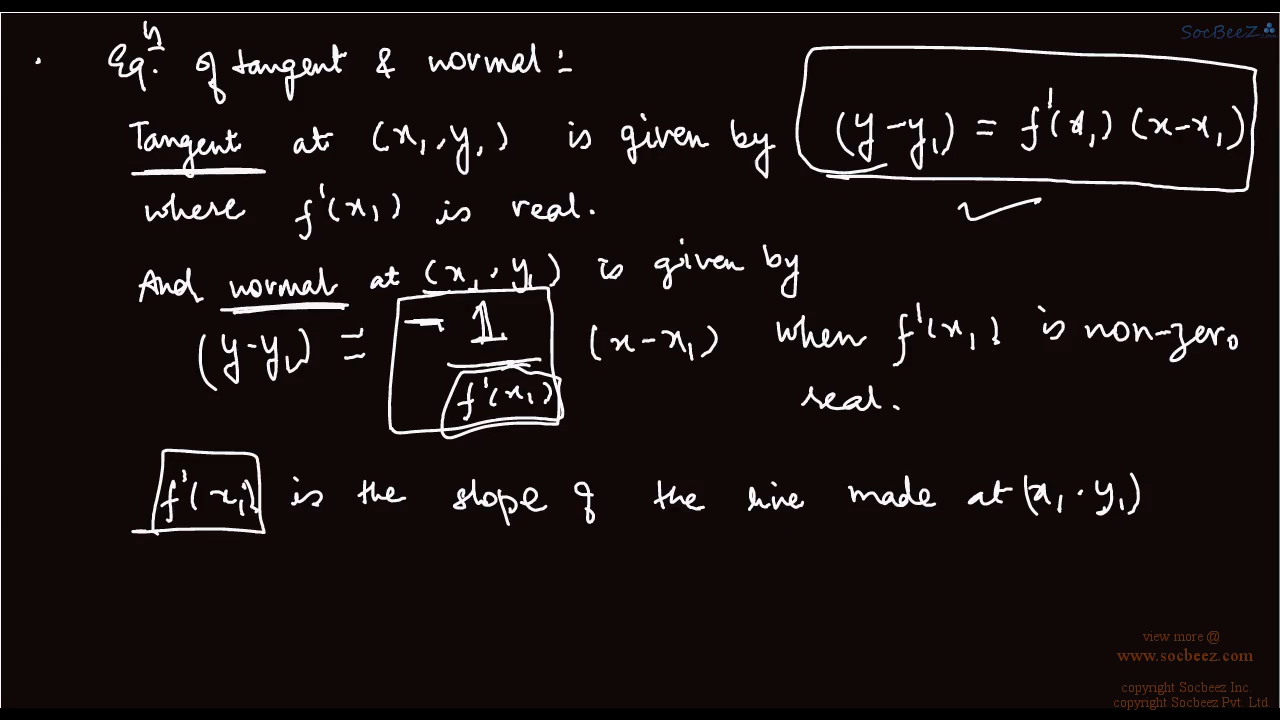 SocBeeZ
· Eqⁿ of tangent & normal :-
Tangent at (x₁, y₁) is given by (y-y₁) = f'(x₁) (x-x₁)
where f'(x₁) is real.
And normal at (x₁, y₁) is given by
(y-y₁) = - 1/f'(x₁) (x-x₁) when f'(x₁) is non-zero
real.
f'(x₁) is the slope of the line made at (x₁, y₁)
view more @
www.socbeez.com
copyright Socbeez Inc.
copyright Socbeez Pvt. Ltd.